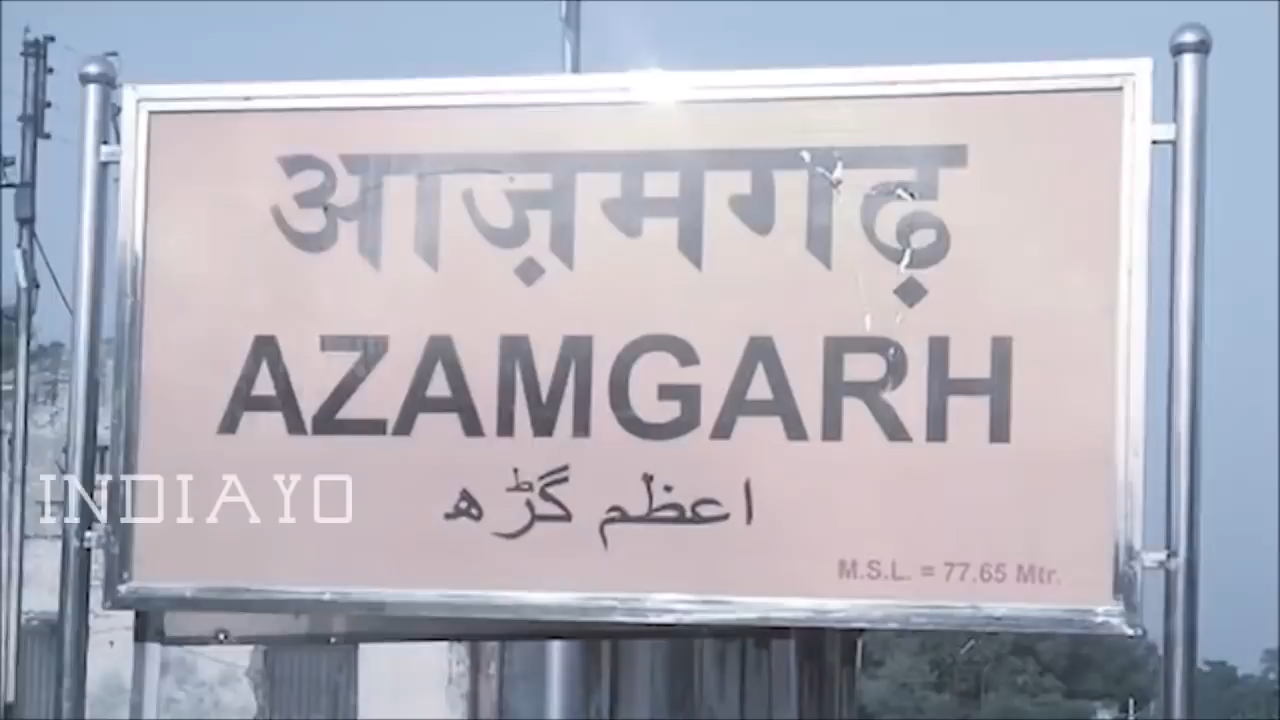 आज़मगढ़
AZAMGARH
اعظم گڑھ
INDIAYO
M.S.L. = 77.65 Mtr.